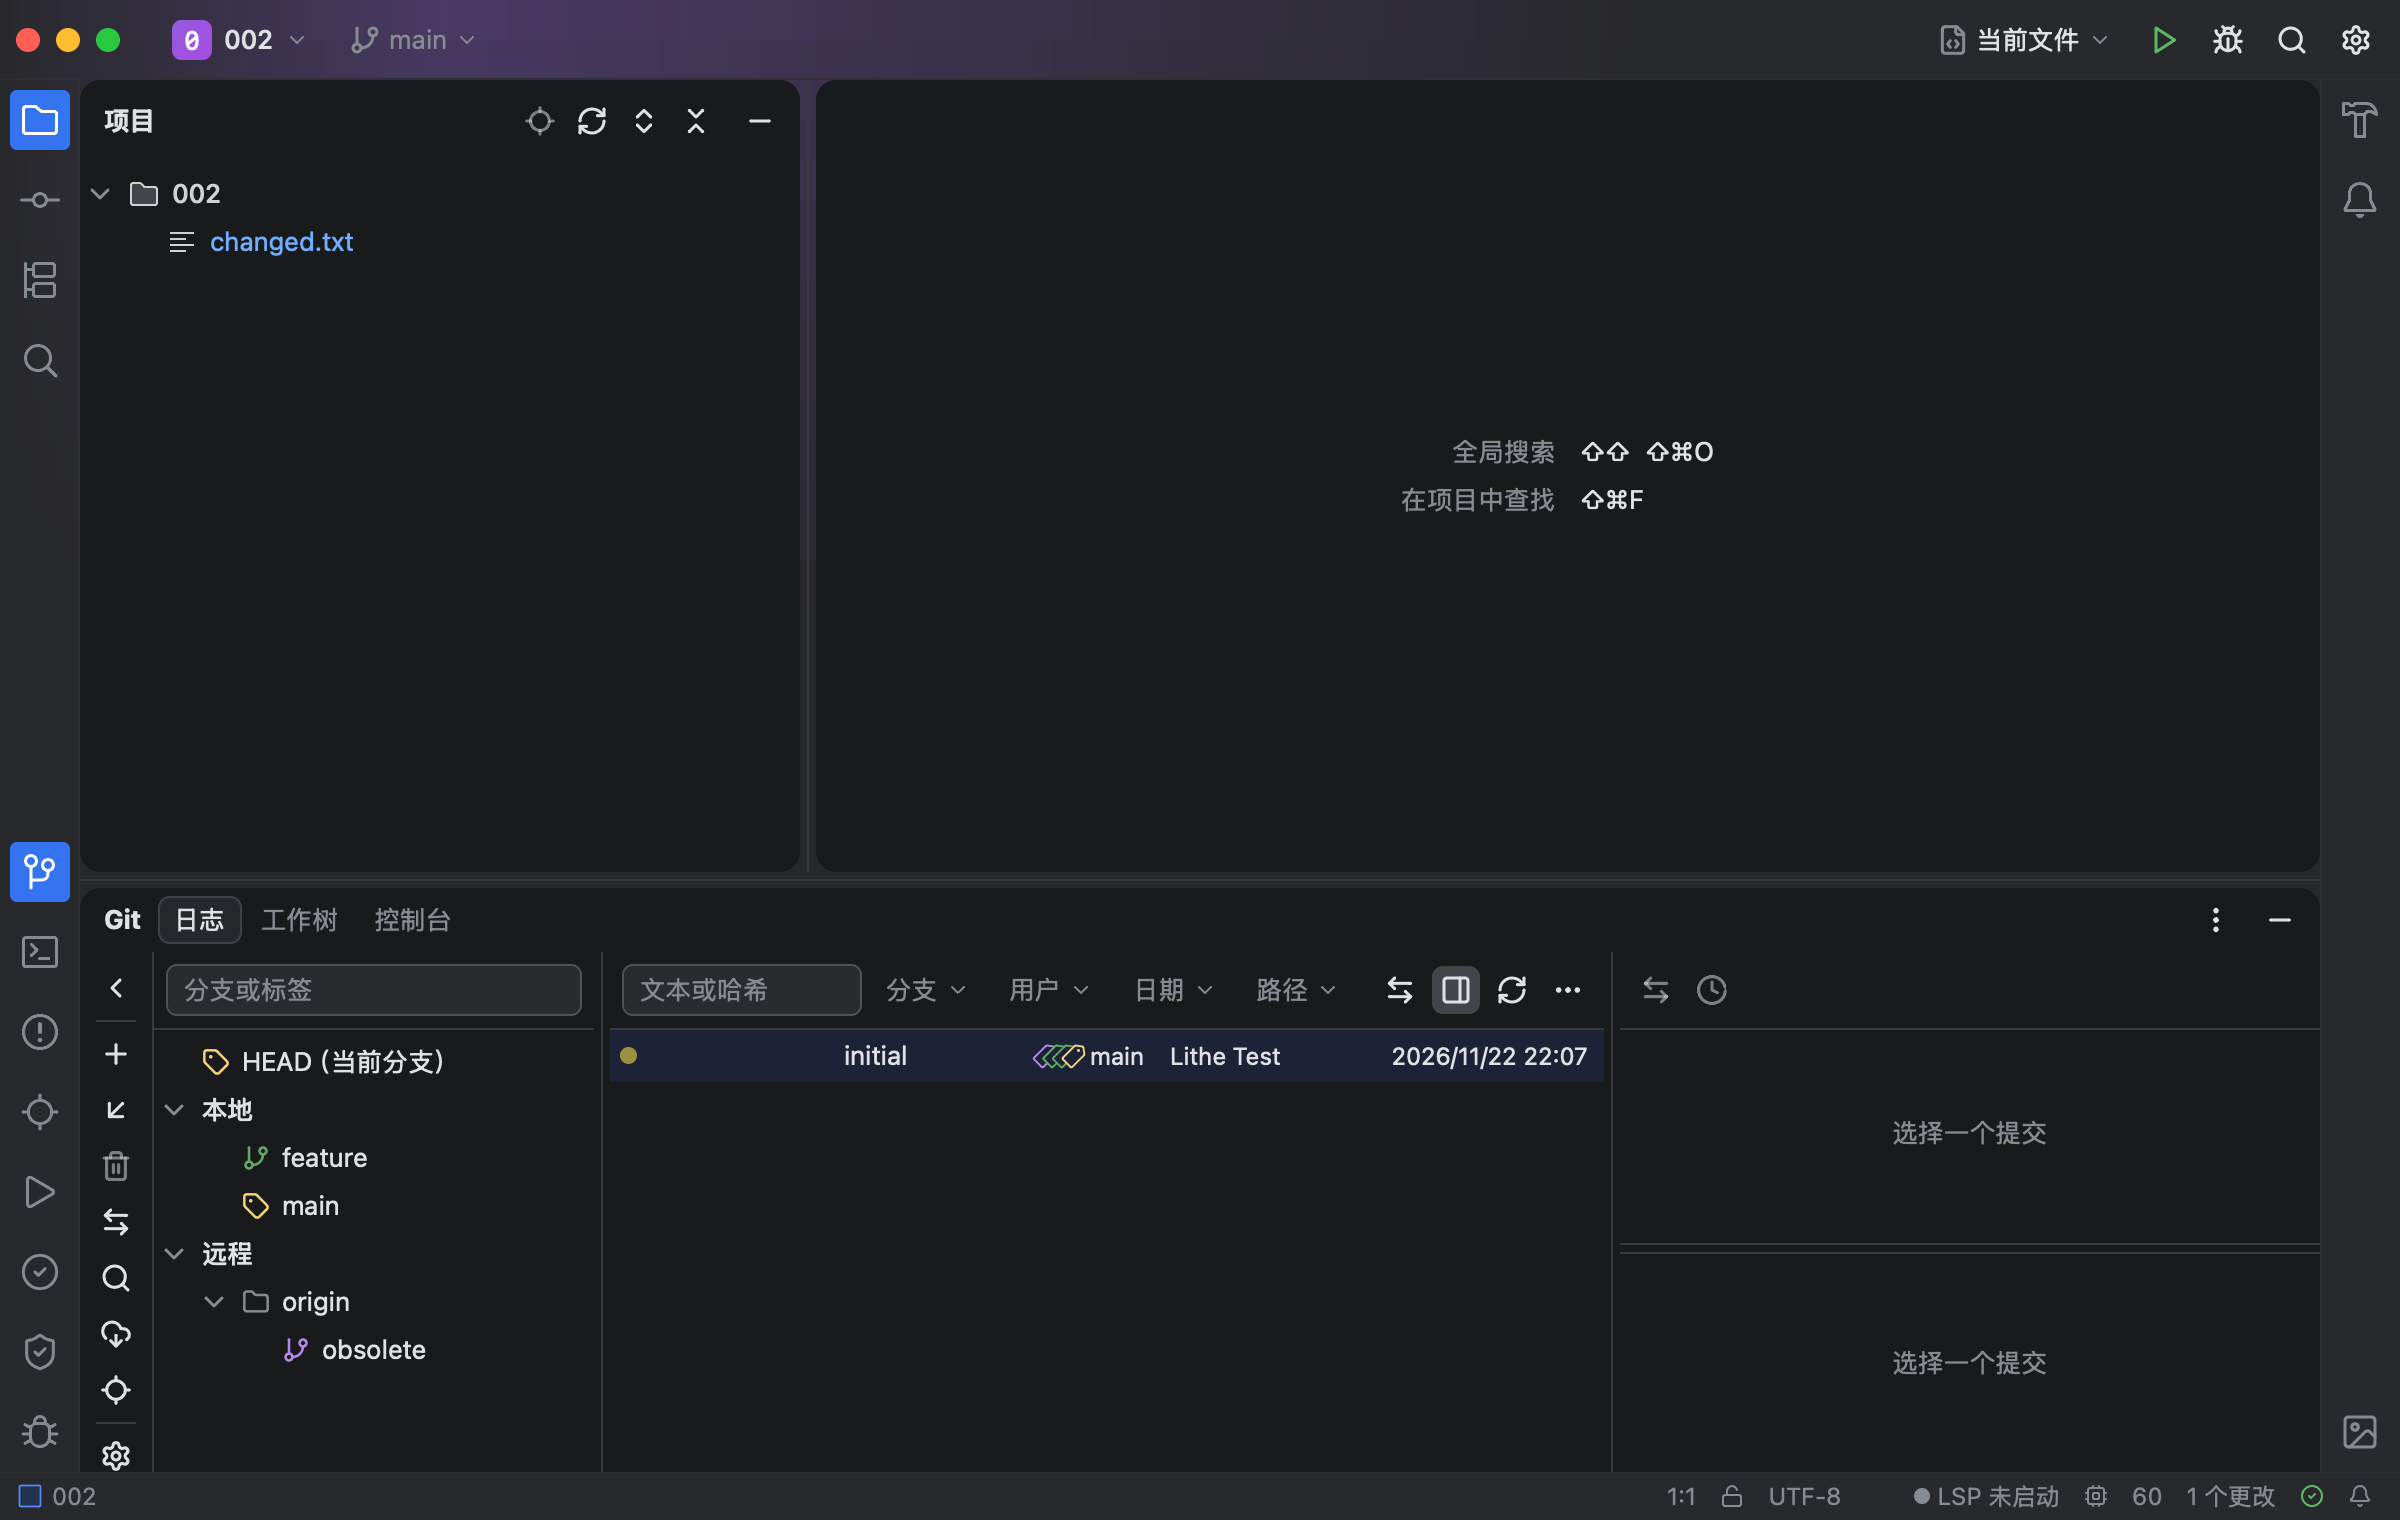 0 002 main 当前文件
项目
002
changed.txt
全局搜索 ⇧⇧ ⇧⌘O
在项目中查找 ⇧⌘F
Git 日志 工作树 控制台
分支或标签
文本或哈希 分支 用户 日期 路径
HEAD (当前分支)
本地
feature
main
远程
origin
obsolete
initial main Lithe Test 2026/11/22 22:07
选择一个提交
选择一个提交
002 1:1 UTF-8 LSP 未启动 60 1 个更改